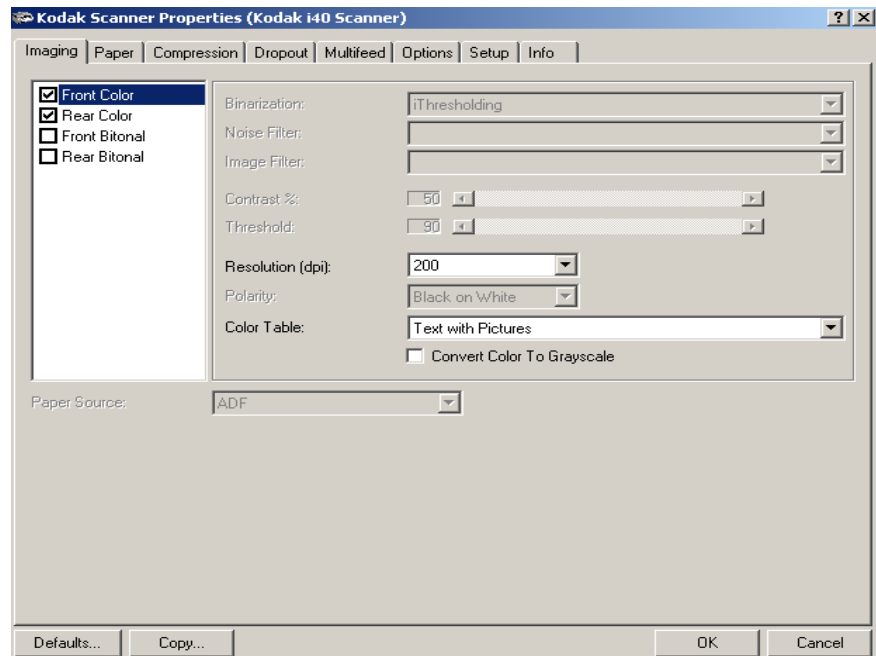 Kodak Scanner Properties (Kodak i40 Scanner)
Imaging Paper Compression Dropout Multifeed Options Setup Info
Front Color
Rear Color
Front Bitonal
Rear Bitonal
Binarization: iThresholding
Noise Filter:
Image Filter:
Contrast %: 50
Threshold: 90
Resolution (dpi): 200
Polarity: Black on White
Color Table: Text with Pictures
Convert Color To Grayscale
Paper Source: ADF
Defaults... Copy... OK Cancel